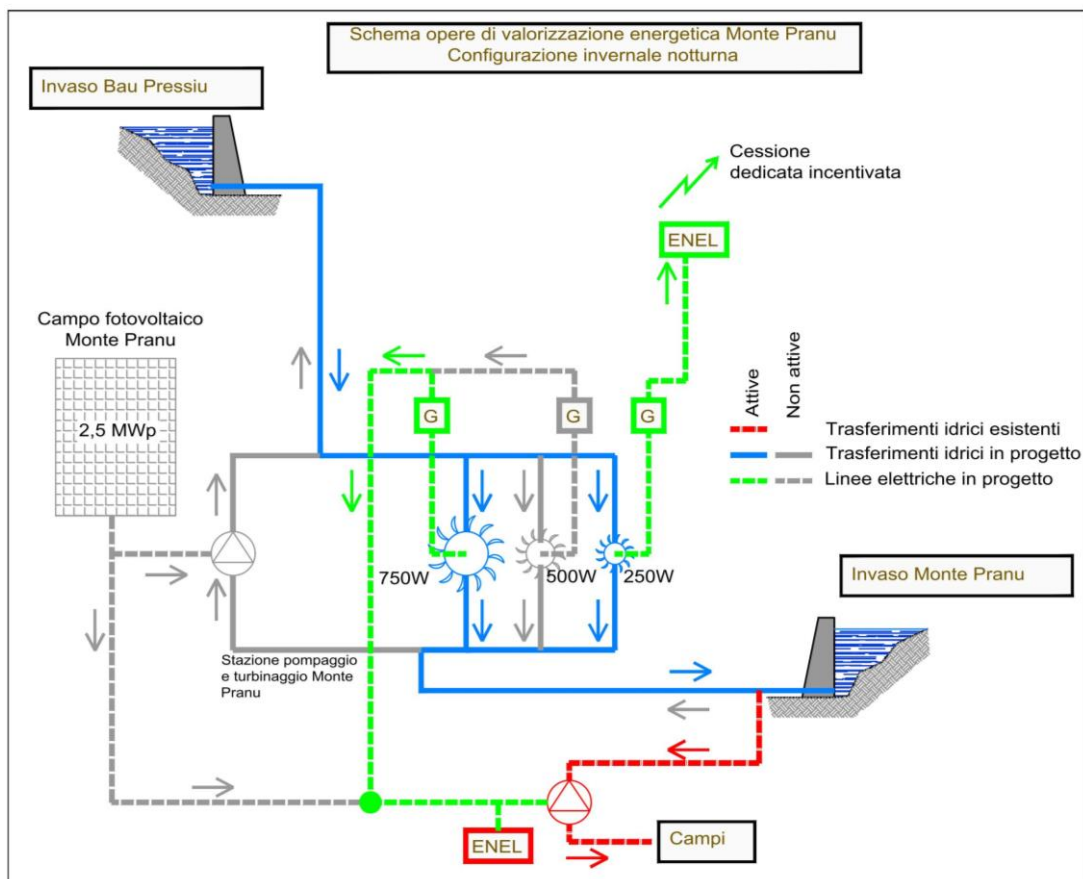 Schema opere di valorizzazione energetica Monte Pranu
Configurazione invernale notturna
Invaso Bau Pressiu
Cessione
dedicata incentivata
ENEL
Campo fotovoltaico
Monte Pranu
2,5 MWp
G
G
G
Attive
Non attive
Trasferimenti idrici esistenti
Trasferimenti idrici in progetto
Linee elettriche in progetto
750W
500W
250W
Invaso Monte Pranu
Stazione pompaggio
e turbinaggio Monte
Pranu
ENEL
Campi